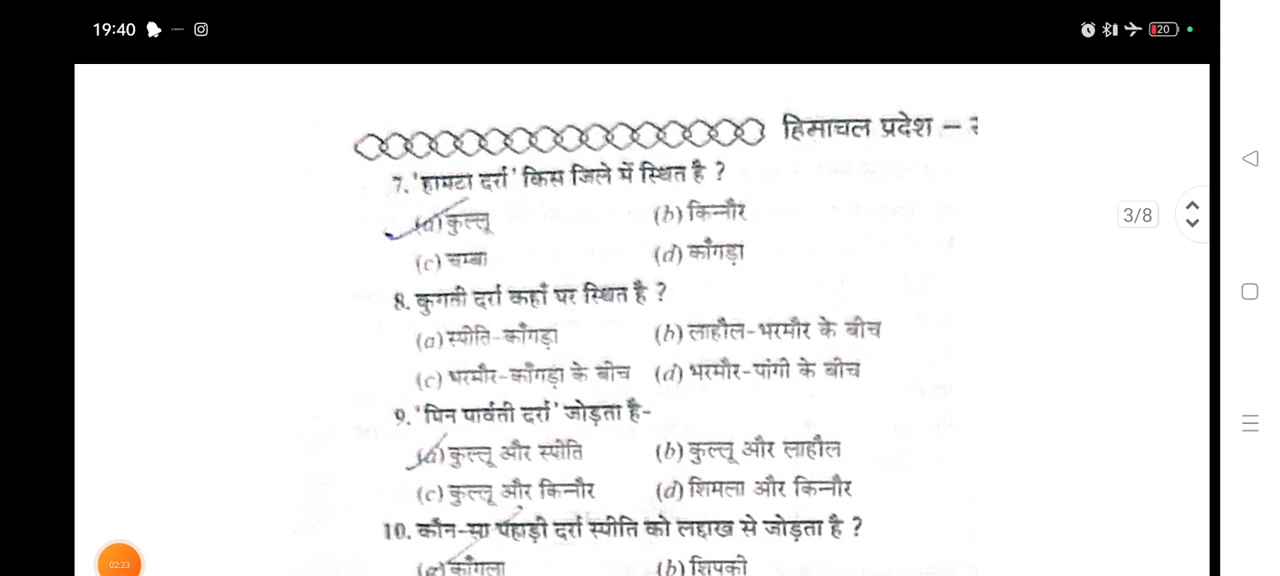 19:40
20
हिमाचल प्रदेश –
3/8
7. 'हामटा दर्रा' किस जिले में स्थित है ?
(a) कुल्लू (b) किन्नौर
(c) चम्बा (d) काँगड़ा
8. कुगती दर्रा कहाँ पर स्थित है ?
(a) स्पीति-काँगड़ा (b) लाहौल-भरमौर के बीच
(c) भरमौर-काँगड़ा के बीच (d) भरमौर-पांगी के बीच
9. 'पिन पार्वती दर्रा' जोड़ता है-
(a) कुल्लू और स्पीति (b) कुल्लू और लाहौल
(c) कुल्लू और किन्नौर (d) शिमला और किन्नौर
10. कौन-सा पहाड़ी दर्रा स्पीति को लद्दाख से जोड़ता है ?
(a) काँगला (b) शिपकी
02:23